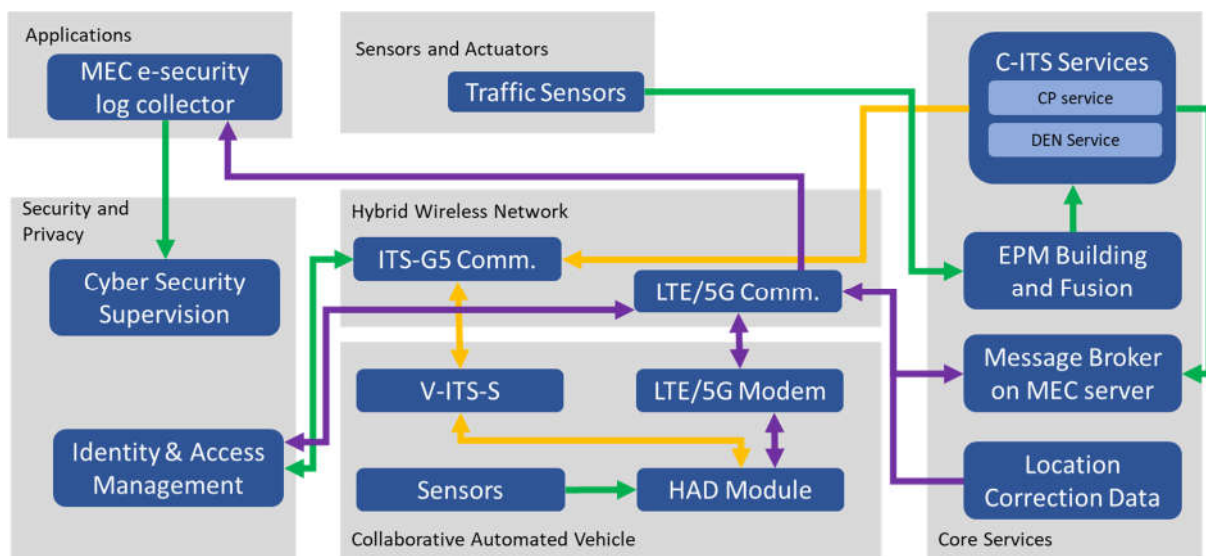 Applications
MEC e-security
log collector
Sensors and Actuators
Traffic Sensors
C-ITS Services
CP service
DEN Service
Security and
Privacy
Cyber Security
Supervision
Hybrid Wireless Network
ITS-G5 Comm.
LTE/5G Comm.
EPM Building
and Fusion
Message Broker
on MEC server
V-ITS-S
LTE/5G Modem
Identity & Access
Management
Sensors
HAD Module
Location
Correction Data
Collaborative Automated Vehicle
Core Services